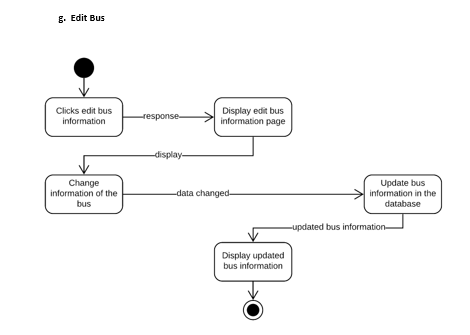 g. Edit Bus
Clicks edit bus
information
response
Display edit bus
information page
display
Change
information of the
bus
data changed
Update bus
information in the
database
updated bus information
Display updated
bus information